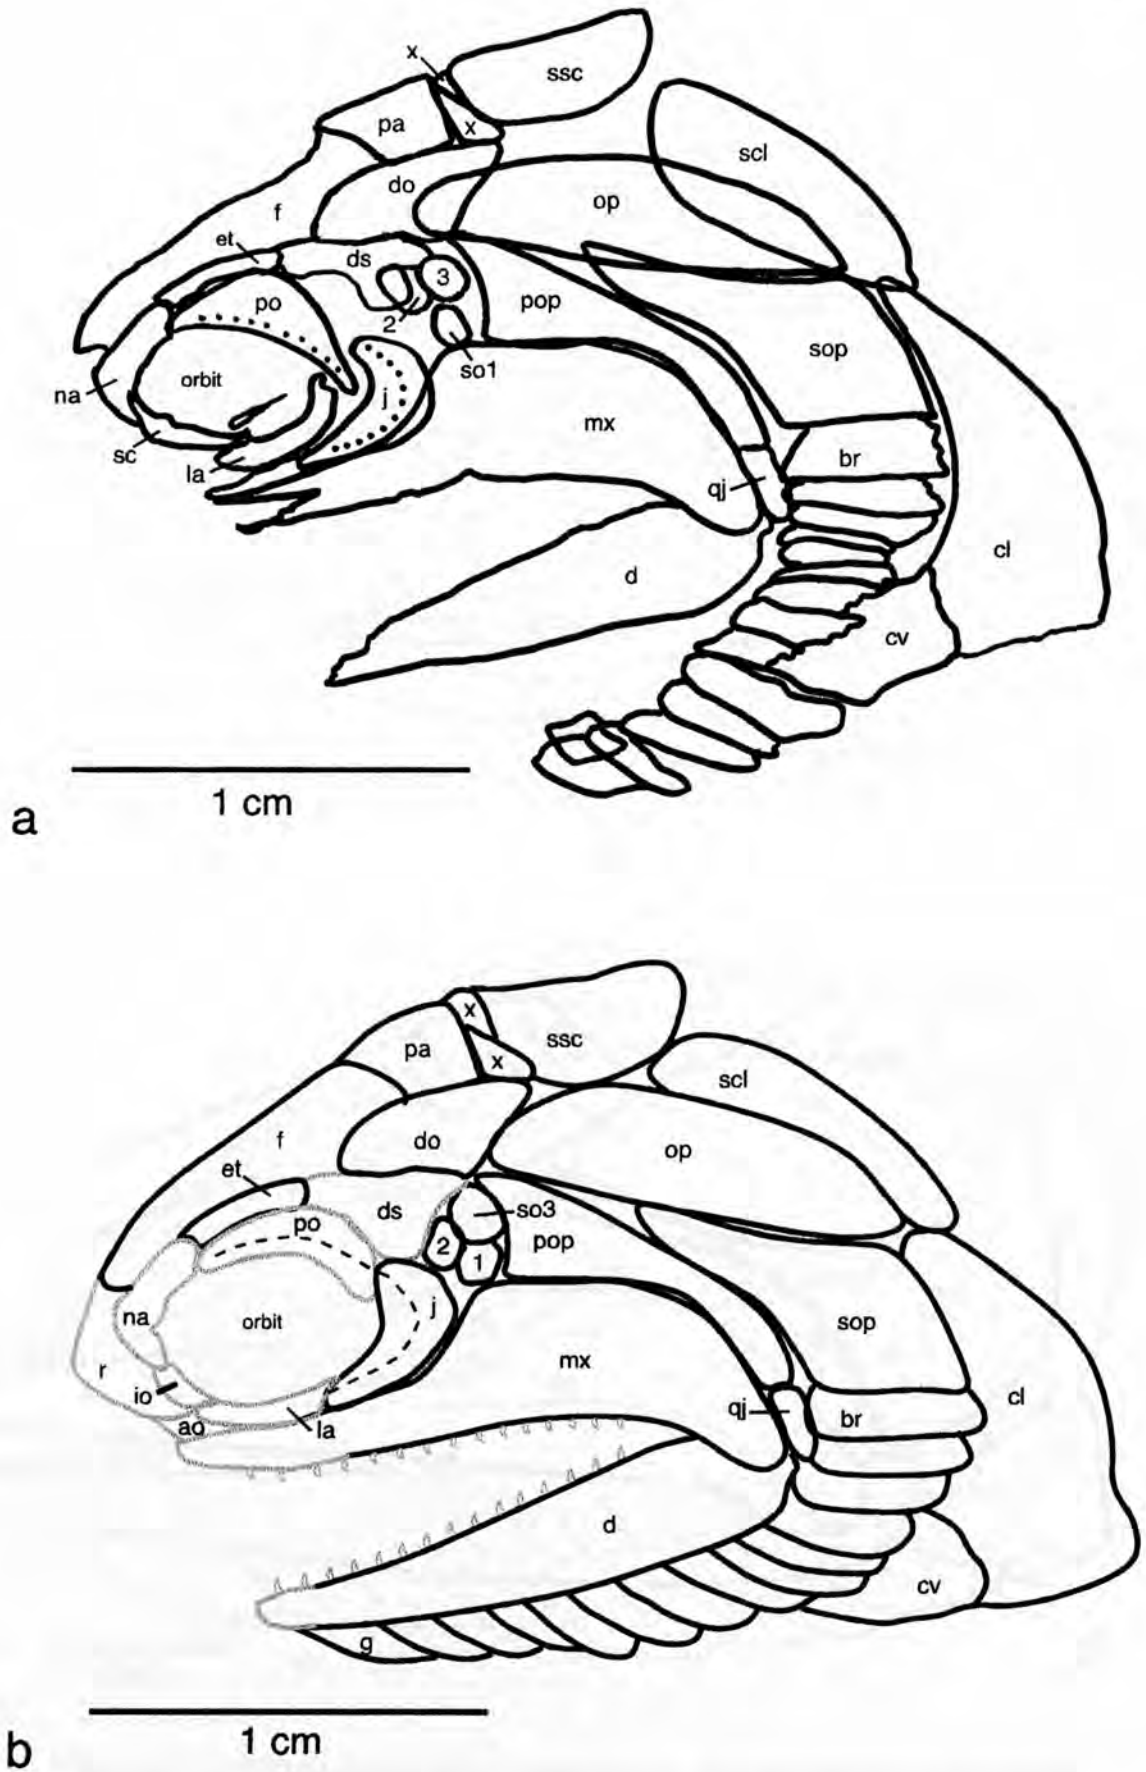 x
ssc
pa
x
scl
do
op
f
et
ds
3
po
pop
2
so1
sop
orbit
na
j
mx
sc
la
br
qj
cl
d
cv
1 cm
a
x
ssc
pa
x
scl
f
do
op
et
so3
ds
po
pop
2
1
na
orbit
j
sop
r
mx
io
cl
qj
br
ao
la
d
cv
g
1 cm
b